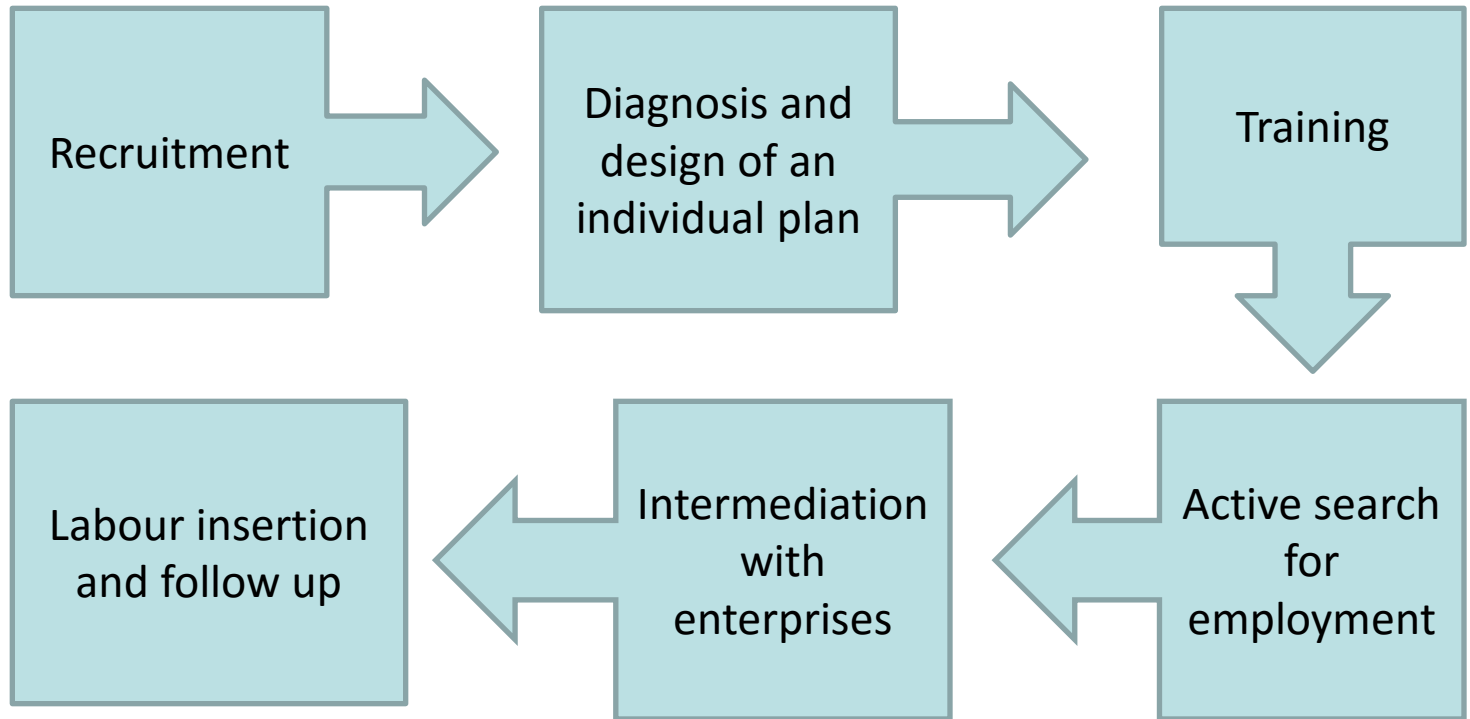 Recruitment
Diagnosis and
design of an
individual plan
Training
Active search
for
employment
Intermediation
with
enterprises
Labour insertion
and follow up